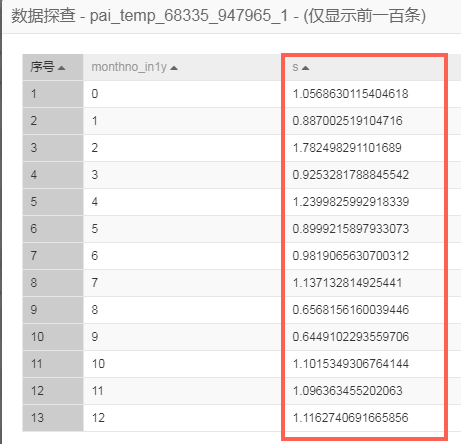 数据探查 - pai_temp_68335_947965_1 - (仅显示前一百条)
序号 monthno_in1y s
1 0 1.0568630115404618
2 1 0.887002519104716
3 2 1.782498291101689
4 3 0.9253281788845542
5 4 1.2399825992918339
6 5 0.8999215897933073
7 6 0.9819065630700312
8 7 1.137132814925441
9 8 0.6568156160039446
10 9 0.6449102293559706
11 10 1.1015349306764144
12 11 1.096363455202063
13 12 1.1162740691665856